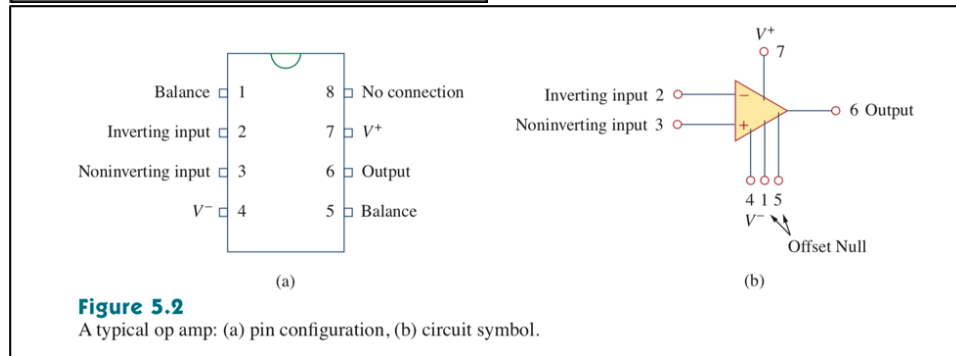 Balance 1 8 No connection
Inverting input 2 7 V+
Noninverting input 3 6 Output
V− 4 5 Balance
(a)
V+
7
Inverting input 2 −
Noninverting input 3 +
6 Output
4 1 5
V−
Offset Null
(b)
Figure 5.2
A typical op amp: (a) pin configuration, (b) circuit symbol.